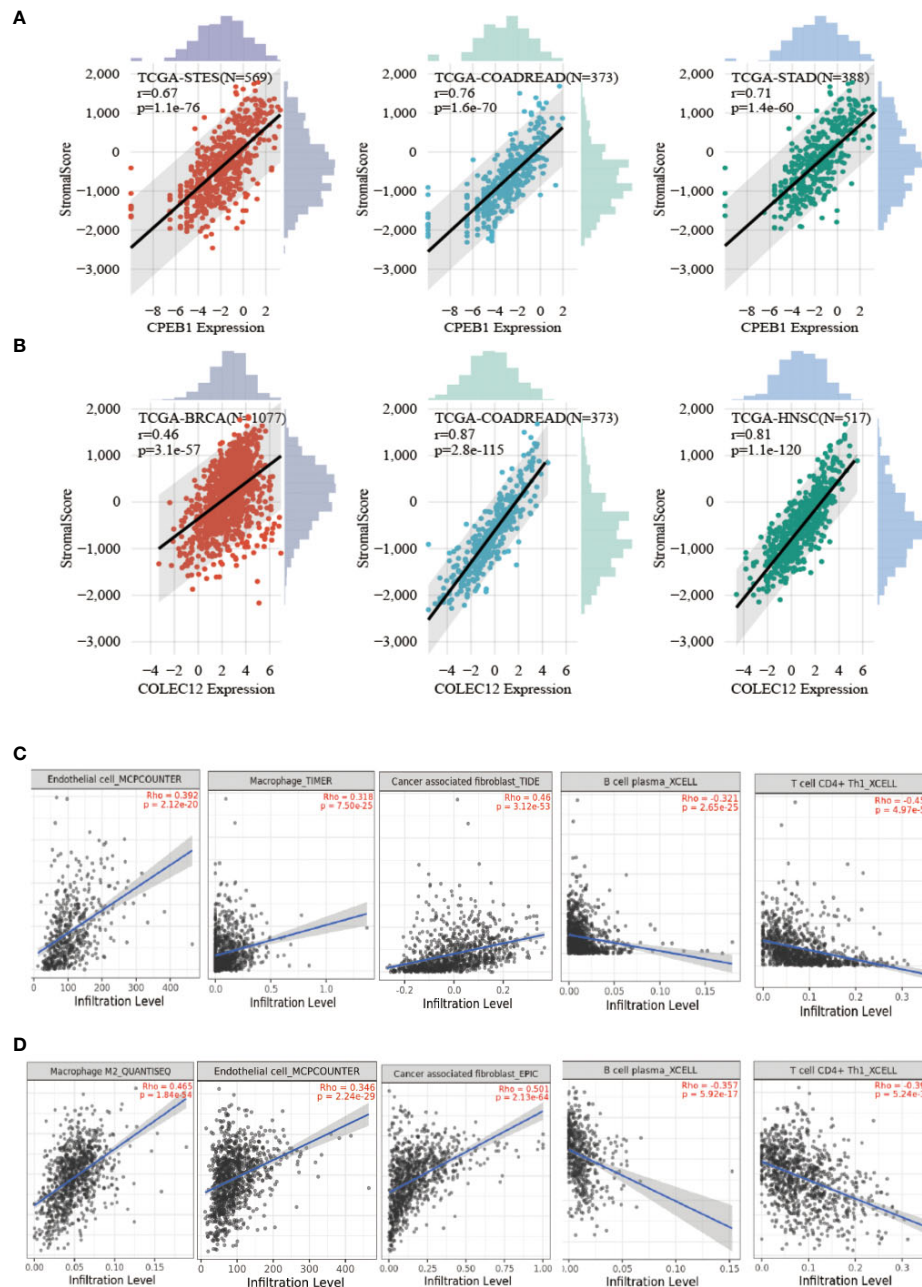 A
TCGA-STES(N=569)
r=0.67
p=1.1e-76
2,000
1,000
0
−1,000
−2,000
−3,000
StromalScore
−8 −6 −4 −2 0 2
CPEB1 Expression
TCGA-COADREAD(N=373)
r=0.76
p=1.6e-70
2,000
1,000
0
−1,000
−2,000
−3,000
StromalScore
−8 −6 −4 −2 0 2
CPEB1 Expression
TCGA-STAD(N=388)
r=0.71
p=1.4e-60
2,000
1,000
0
−1,000
−2,000
−3,000
StromalScore
−8 −6 −4 −2 0 2
CPEB1 Expression
B
TCGA-BRCA(N=1077)
r=0.46
p=3.1e-57
2,000
1,000
0
−1,000
−2,000
−3,000
StromalScore
−4 −2 0 2 4 6
COLEC12 Expression
TCGA-COADREAD(N=373)
r=0.87
p=2.8e-115
2,000
1,000
0
−1,000
−2,000
−3,000
StromalScore
−4 −2 0 2 4 6
COLEC12 Expression
TCGA-HNSC(N=517)
r=0.81
p=1.1e-120
2,000
1,000
0
−1,000
−2,000
−3,000
StromalScore
−4 −2 0 2 4 6
COLEC12 Expression
C
Endothelial cell_MCPCOUNTER
Rho = 0.392
p = 2.12e-20
0 100 200 300 400
Infiltration Level
Macrophage_TIMER
Rho = 0.318
p = 7.50e-25
0.0 0.5 1.0
Infiltration Level
Cancer associated fibroblast_TIDE
Rho = 0.46
p = 3.12e-53
-0.2 0.0 0.2
Infiltration Level
B cell plasma_XCELL
Rho = -0.321
p = 2.65e-25
0.00 0.05 0.10 0.15
Infiltration Level
T cell CD4+ Th1_XCELL
Rho = -0.45
p = 4.97e-5
0.0 0.1 0.2 0.3
Infiltration Level
D
Macrophage M2_QUANTISEQ
Rho = 0.465
p = 1.84e-54
0.00 0.05 0.10 0.15
Infiltration Level
Endothelial cell_MCPCOUNTER
Rho = 0.346
p = 2.24e-29
0 100 200 300 400
Infiltration Level
Cancer associated fibroblast_EPIC
Rho = 0.501
p = 2.13e-64
0.00 0.25 0.50 0.75 1.00
Infiltration Level
B cell plasma_XCELL
Rho = -0.357
p = 5.92e-17
.00 0.05 0.10 0.15
Infiltration Level
T cell CD4+ Th1_XCELL
Rho = -0.39
p = 5.24e-
0.0 0.1 0.2 0.3
Infiltration Level